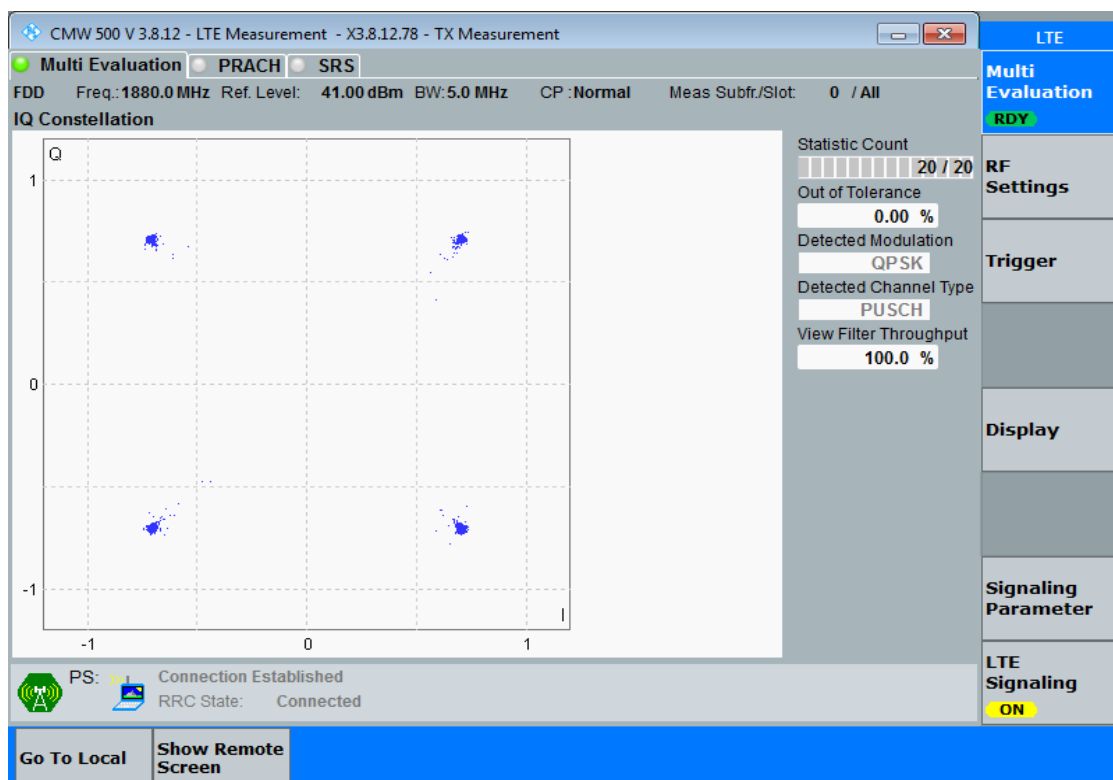 CMW 500 V 3.8.12 - LTE Measurement - X3.8.12.78 - TX Measurement
LTE
Multi Evaluation PRACH SRS
FDD Freq.:1880.0 MHz Ref. Level: 41.00 dBm BW:5.0 MHz CP :Normal Meas Subfr./Slot: 0 / All
IQ Constellation
Q
1
0
-1
-1 0 1
I
Statistic Count
20 / 20
Out of Tolerance
0.00 %
Detected Modulation
QPSK
Detected Channel Type
PUSCH
View Filter Throughput
100.0 %
Multi
Evaluation
RDY
RF
Settings
Trigger
Display
Signaling
Parameter
LTE
Signaling
ON
PS: Connection Established
RRC State: Connected
Go To Local
Show Remote
Screen